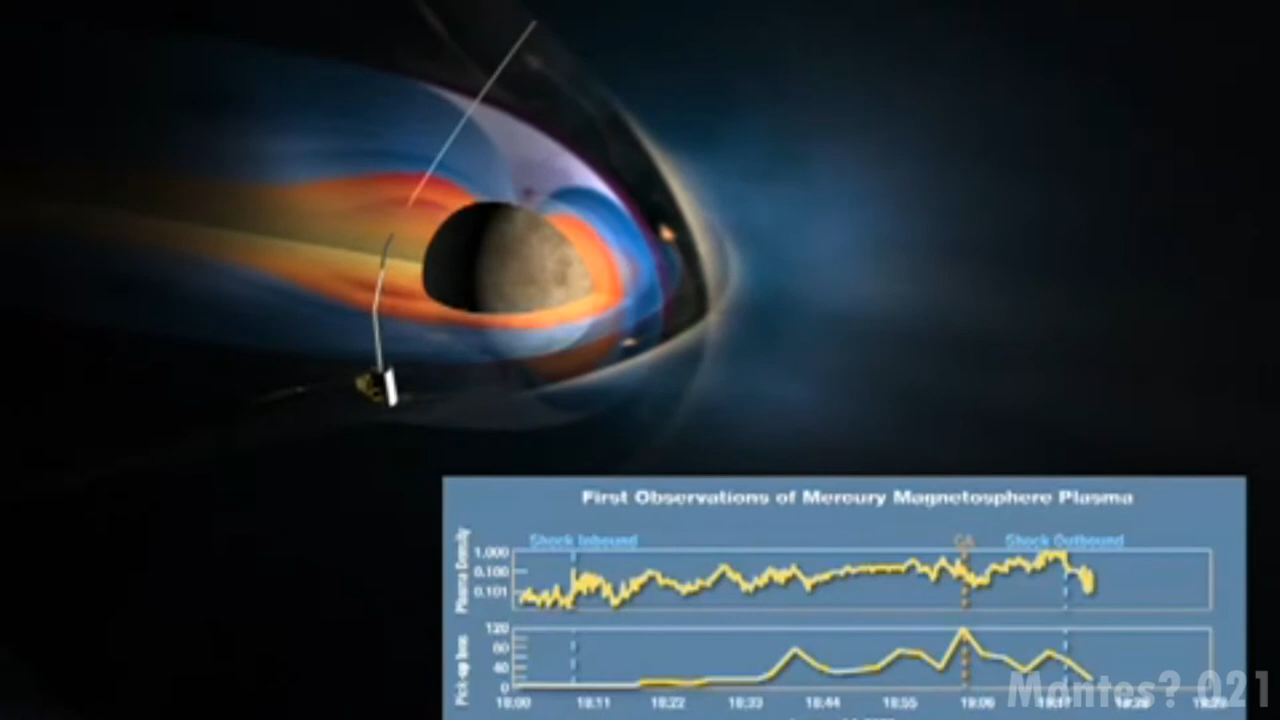 First Observations of Mercury Magnetosphere Plasma
Shock Inbound CA Shock Outbound
Plasma Density
1.000
0.100
0.101
Pick-up Ions
120
80
40
0
18:00 18:11 18:22 18:33 18:44 18:55 19:06 19:17
Mantes? 021